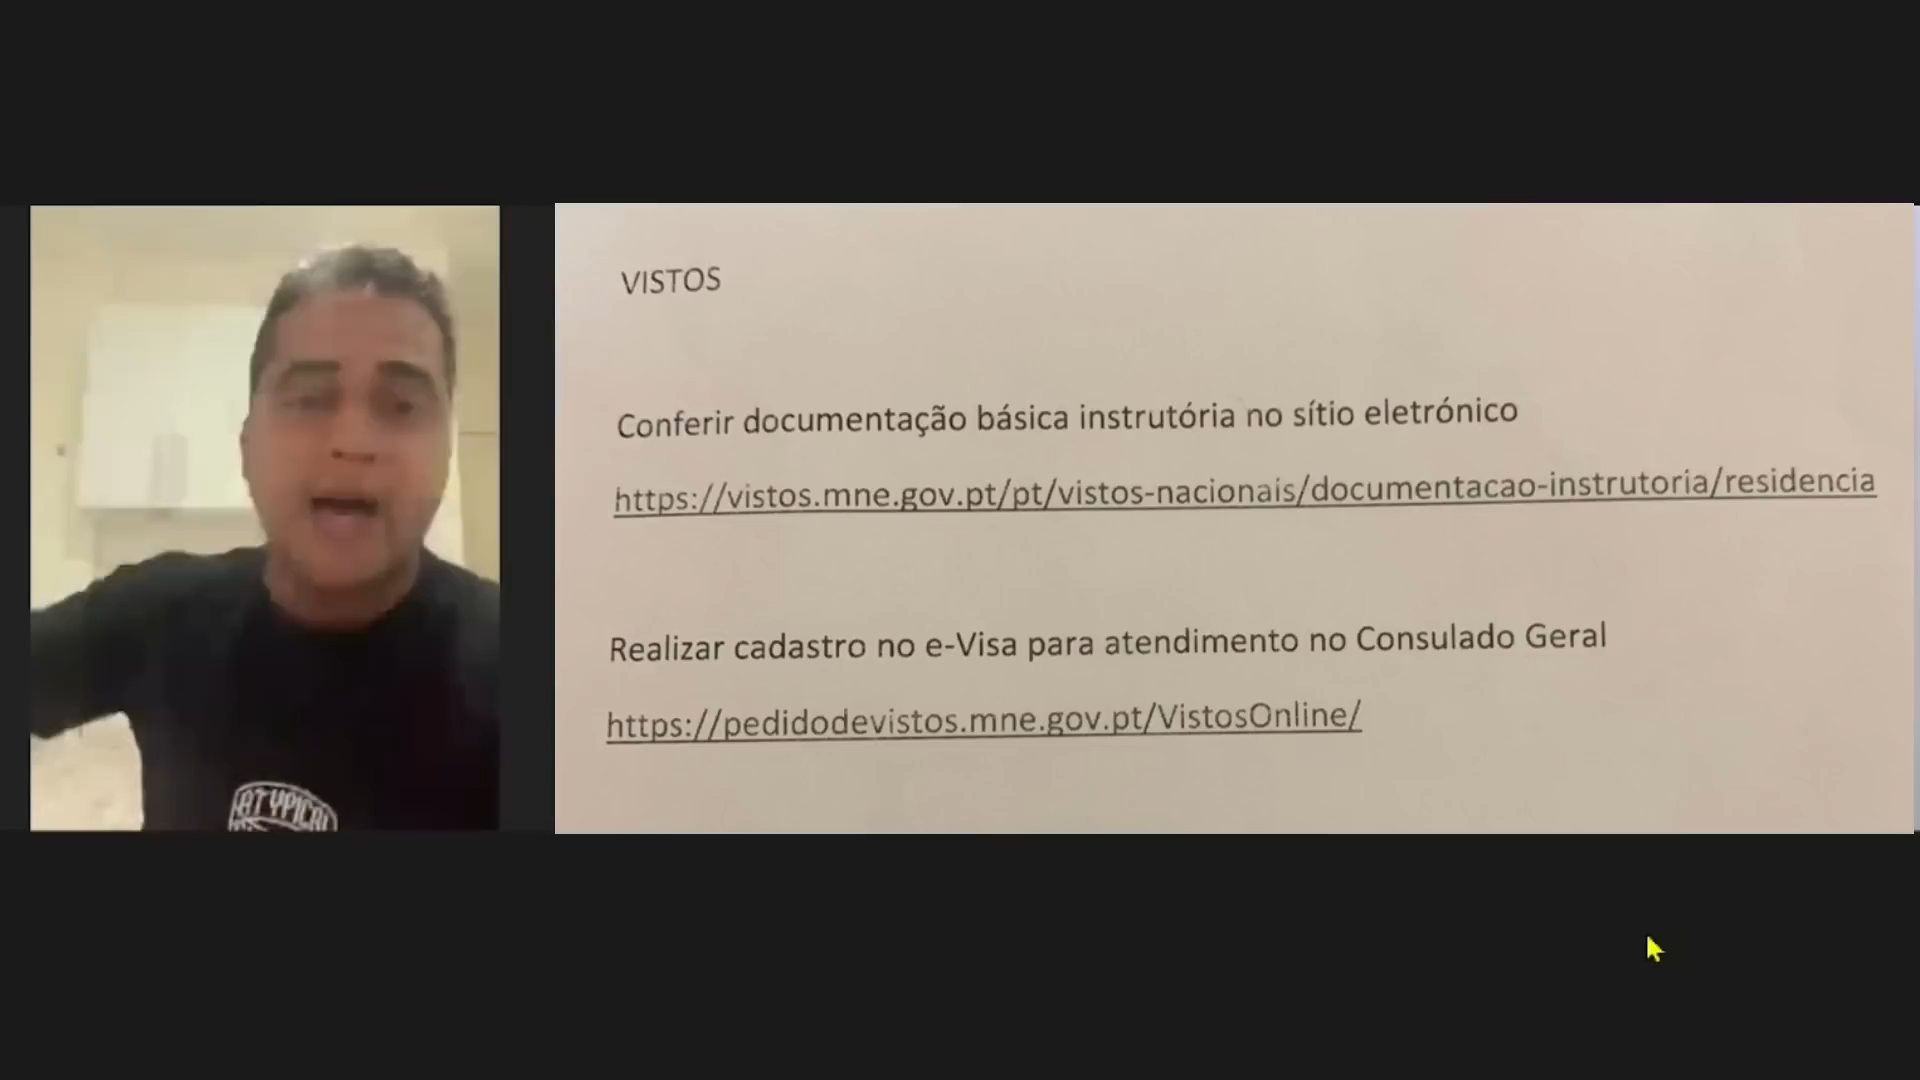 VISTOS
Conferir documentação básica instrutória no sítio eletrónico
https://vistos.mne.gov.pt/pt/vistos-nacionais/documentacao-instrutoria/residencia
Realizar cadastro no e-Visa para atendimento no Consulado Geral
https://pedidodevistos.mne.gov.pt/VistosOnline/
ATYPICAL